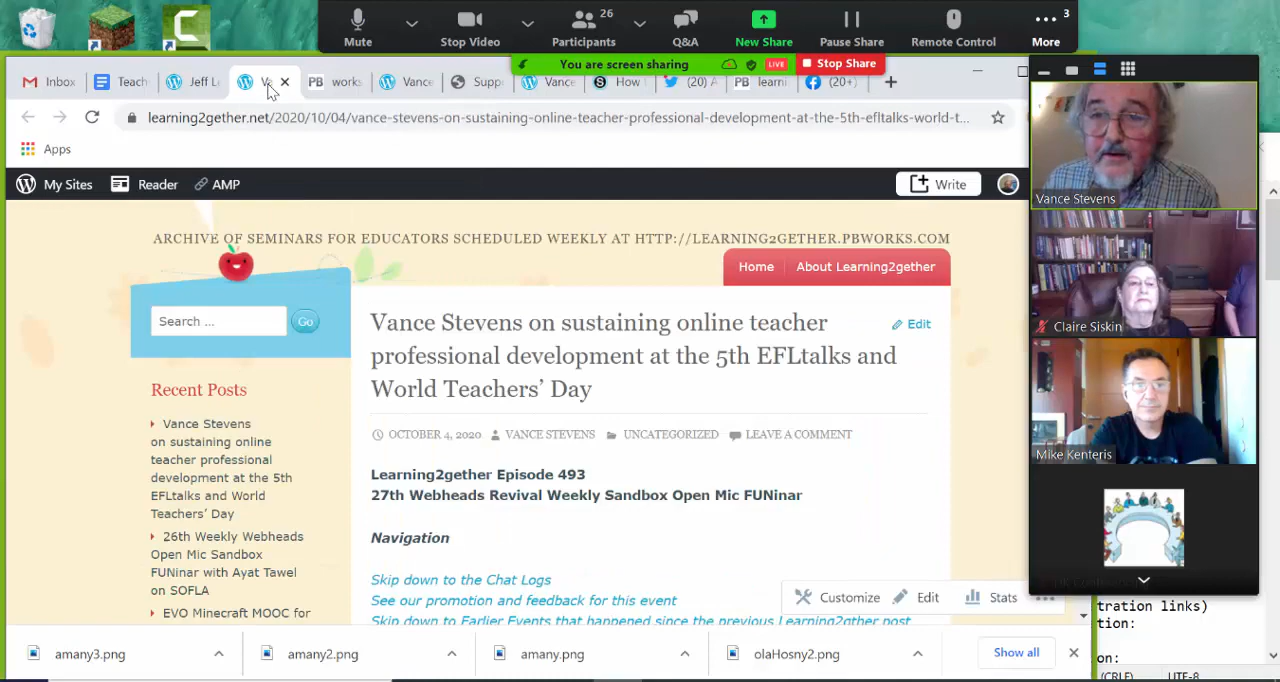 26
3
Mute
Stop Video
Participants
Q&A
New Share
Pause Share
Remote Control
More
You are screen sharing
LIVE
Stop Share
Inbox
Teach
Jeff L
V
PB works
Vance
Supp
Vance
How
(20)
PB learni
(20+)
learning2gether.net/2020/10/04/vance-stevens-on-sustaining-online-teacher-professional-development-at-the-5th-efltalks-world-t...
Apps
My Sites
Reader
AMP
Write
ARCHIVE OF SEMINARS FOR EDUCATORS SCHEDULED WEEKLY AT HTTP://LEARNING2GETHER.PBWORKS.COM
Home
About Learning2gether
Search ...
Go
Recent Posts
Vance Stevens
on sustaining online
teacher professional
development at the 5th
EFLtalks and World
Teachers’ Day
26th Weekly Webheads
Open Mic Sandbox
FUNinar with Ayat Tawel
on SOFLA
EVO Minecraft MOOC for
Vance Stevens on sustaining online teacher
professional development at the 5th EFLtalks and
World Teachers’ Day
Edit
OCTOBER 4, 2020
VANCE STEVENS
UNCATEGORIZED
LEAVE A COMMENT
Learning2gether Episode 493
27th Webheads Revival Weekly Sandbox Open Mic FUNinar
Navigation
Skip down to the Chat Logs
See our promotion and feedback for this event
Skip down to Earlier Events that happened since the previous Learning2gether post
Customize
Edit
Stats
Vance Stevens
Claire Siskin
Mike Kenteris
tration links)
tion:
on:
amany3.png
amany2.png
amany.png
olaHosny2.png
Show all
(CRLF)
UTF-8